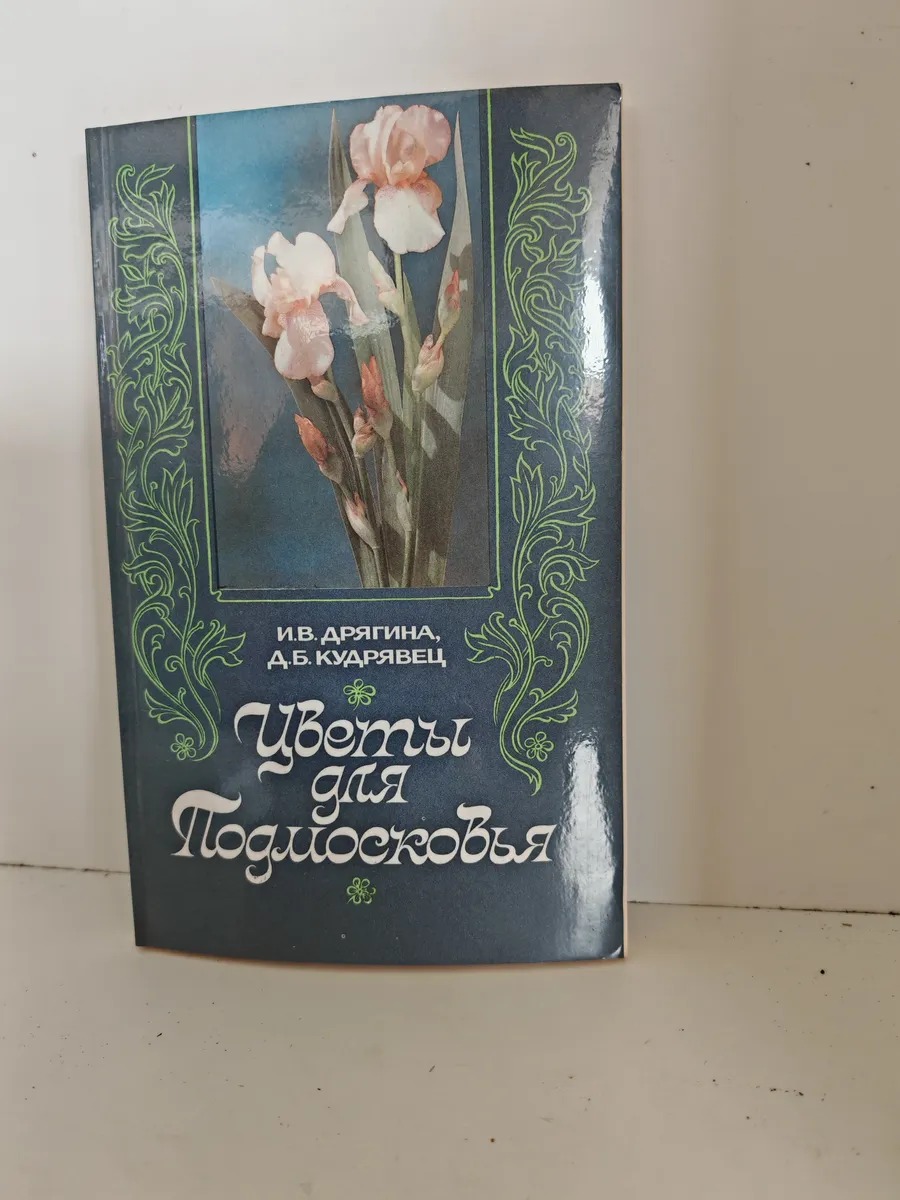 И.В. ДРЯГИНА,
Д.Б. КУДРЯВЕЦ
Цветы
для
Подмосковья